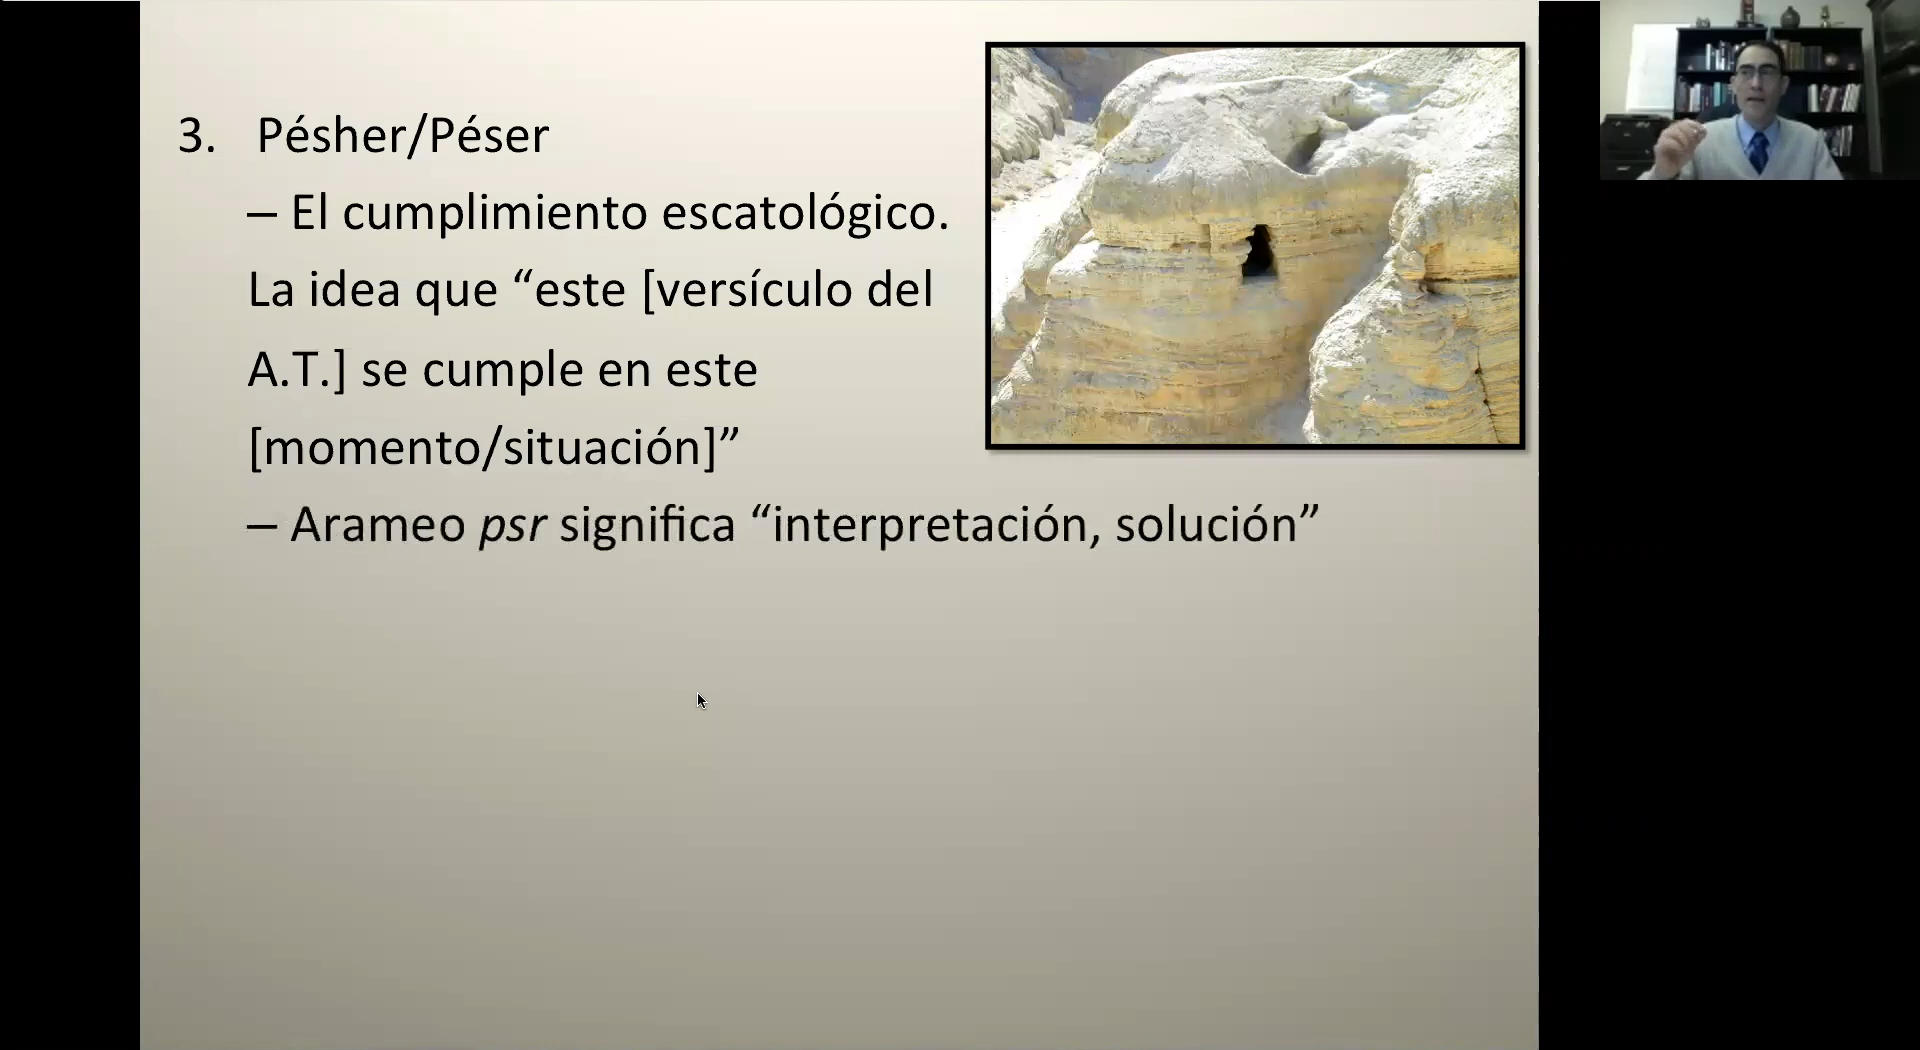 3. Pésher/Péser
– El cumplimiento escatológico.
La idea que “este [versículo del
A.T.] se cumple en este
[momento/situación]”
– Arameo psr significa “interpretación, solución”